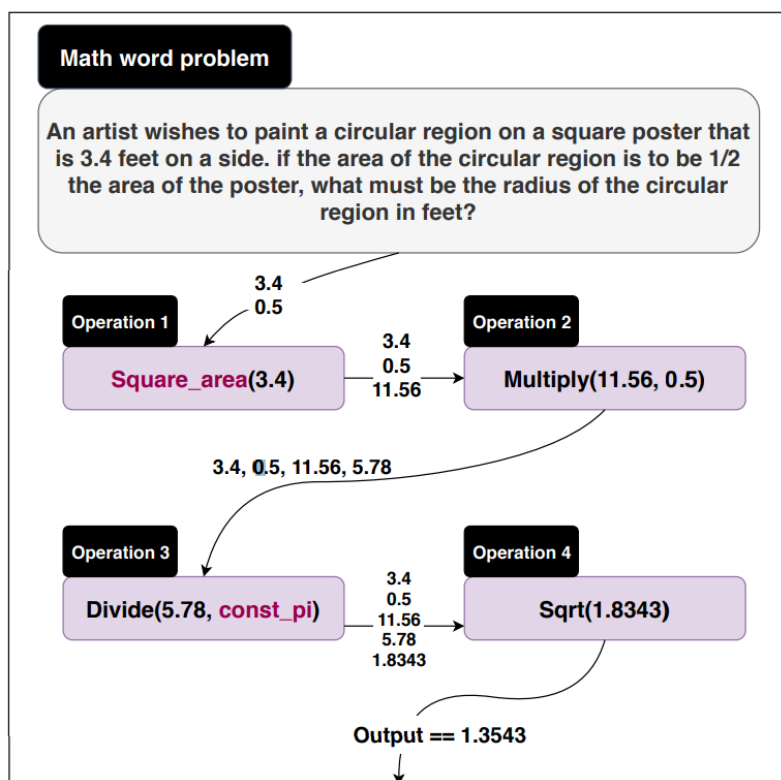 Math word problem
An artist wishes to paint a circular region on a square poster that
is 3.4 feet on a side. if the area of the circular region is to be 1/2
the area of the poster, what must be the radius of the circular
region in feet?
3.4
0.5
Operation 1
Square_area(3.4)
3.4
0.5
11.56
Operation 2
Multiply(11.56, 0.5)
3.4, 0.5, 11.56, 5.78
Operation 3
Divide(5.78, const_pi)
3.4
0.5
11.56
5.78
1.8343
Operation 4
Sqrt(1.8343)
Output == 1.3543